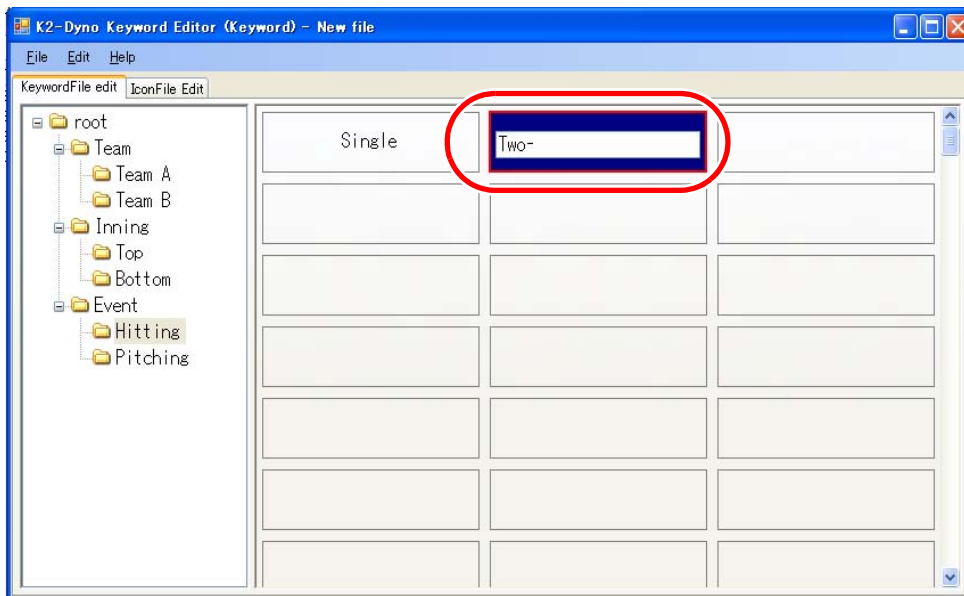 K2-Dyno Keyword Editor (Keyword) - New file
File Edit Help
KeywordFile edit IconFile Edit
root
Team
Team A
Team B
Inning
Top
Bottom
Event
Hitting
Pitching
Single
Two-